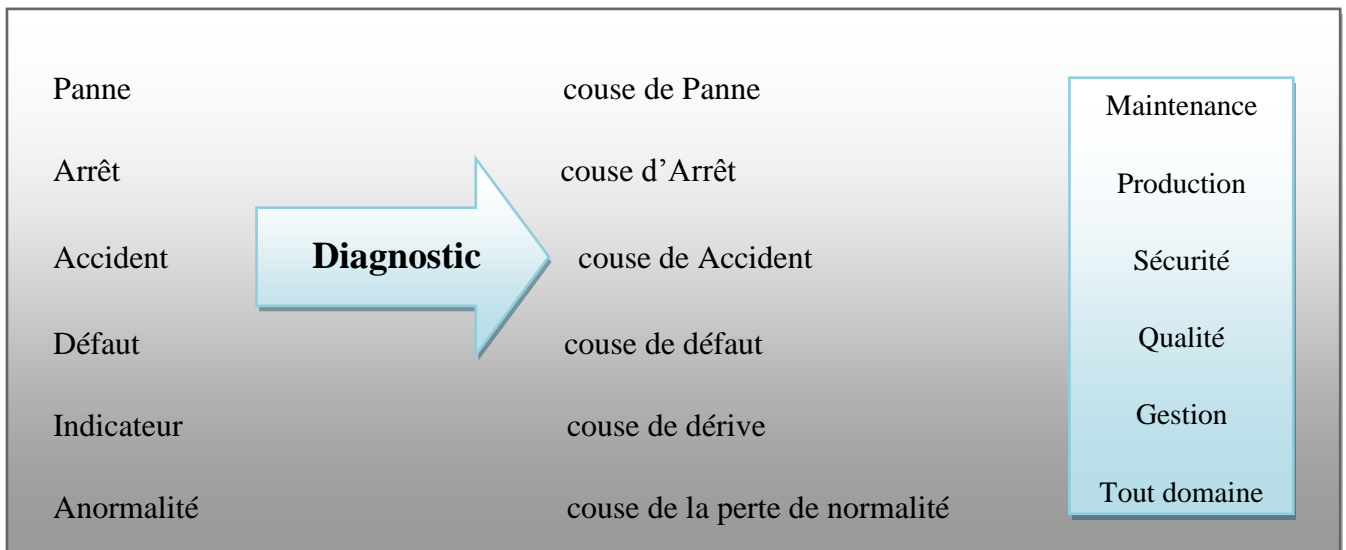 Panne couse de Panne Maintenance
Arrêt couse d’Arrêt Production
Accident Diagnostic couse de Accident Sécurité
Défaut couse de défaut Qualité
Indicateur couse de dérive Gestion
Anormalité couse de la perte de normalité Tout domaine